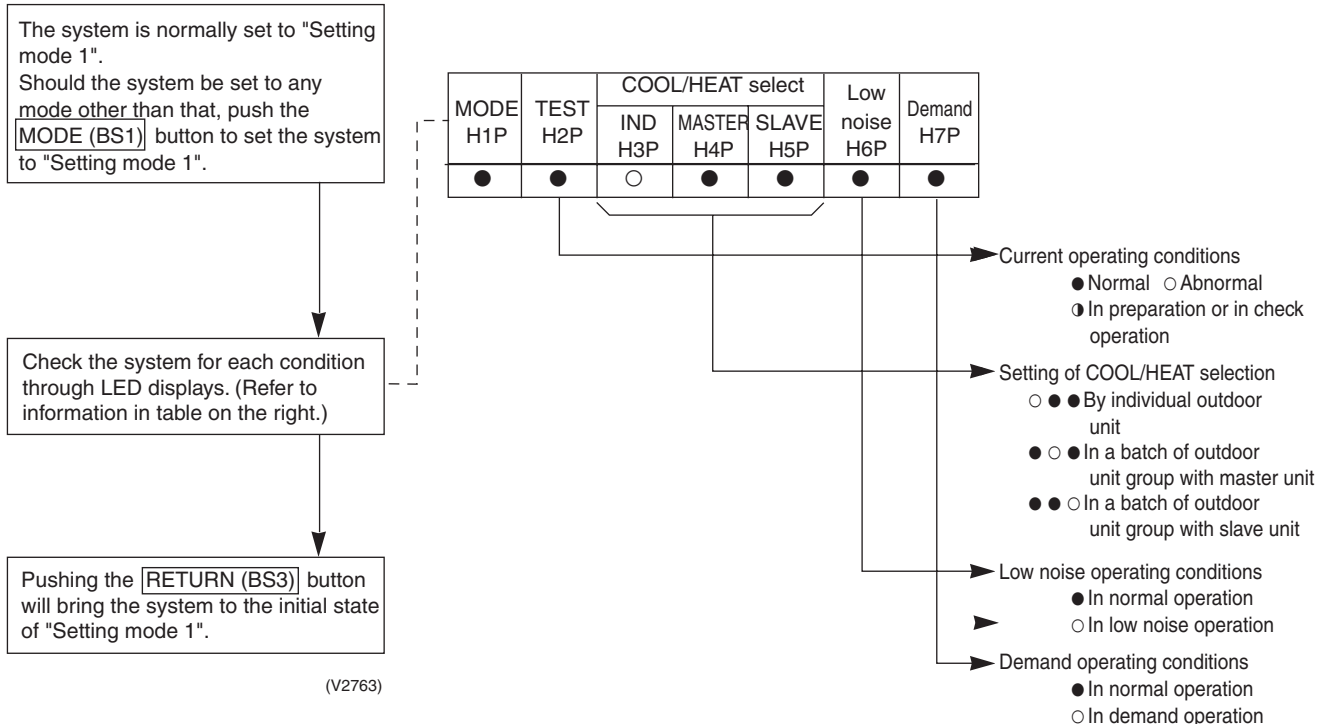 The system is normally set to "Setting
mode 1".
Should the system be set to any
mode other than that, push the
MODE (BS1) button to set the system
to "Setting mode 1".
Check the system for each condition
through LED displays. (Refer to
information in table on the right.)
Pushing the RETURN (BS3) button
will bring the system to the initial state
of "Setting mode 1".
(V2763)
MODE
H1P
TEST
H2P
COOL/HEAT select
IND
H3P
MASTER
H4P
SLAVE
H5P
Low
noise
H6P
Demand
H7P
● ● ○ ● ● ● ●
Current operating conditions
● Normal ○ Abnormal
◑ In preparation or in check
operation
Setting of COOL/HEAT selection
○ ● ● By individual outdoor
unit
● ○ ● In a batch of outdoor
unit group with master unit
● ● ○ In a batch of outdoor
unit group with slave unit
Low noise operating conditions
● In normal operation
○ In low noise operation
Demand operating conditions
● In normal operation
○ In demand operation